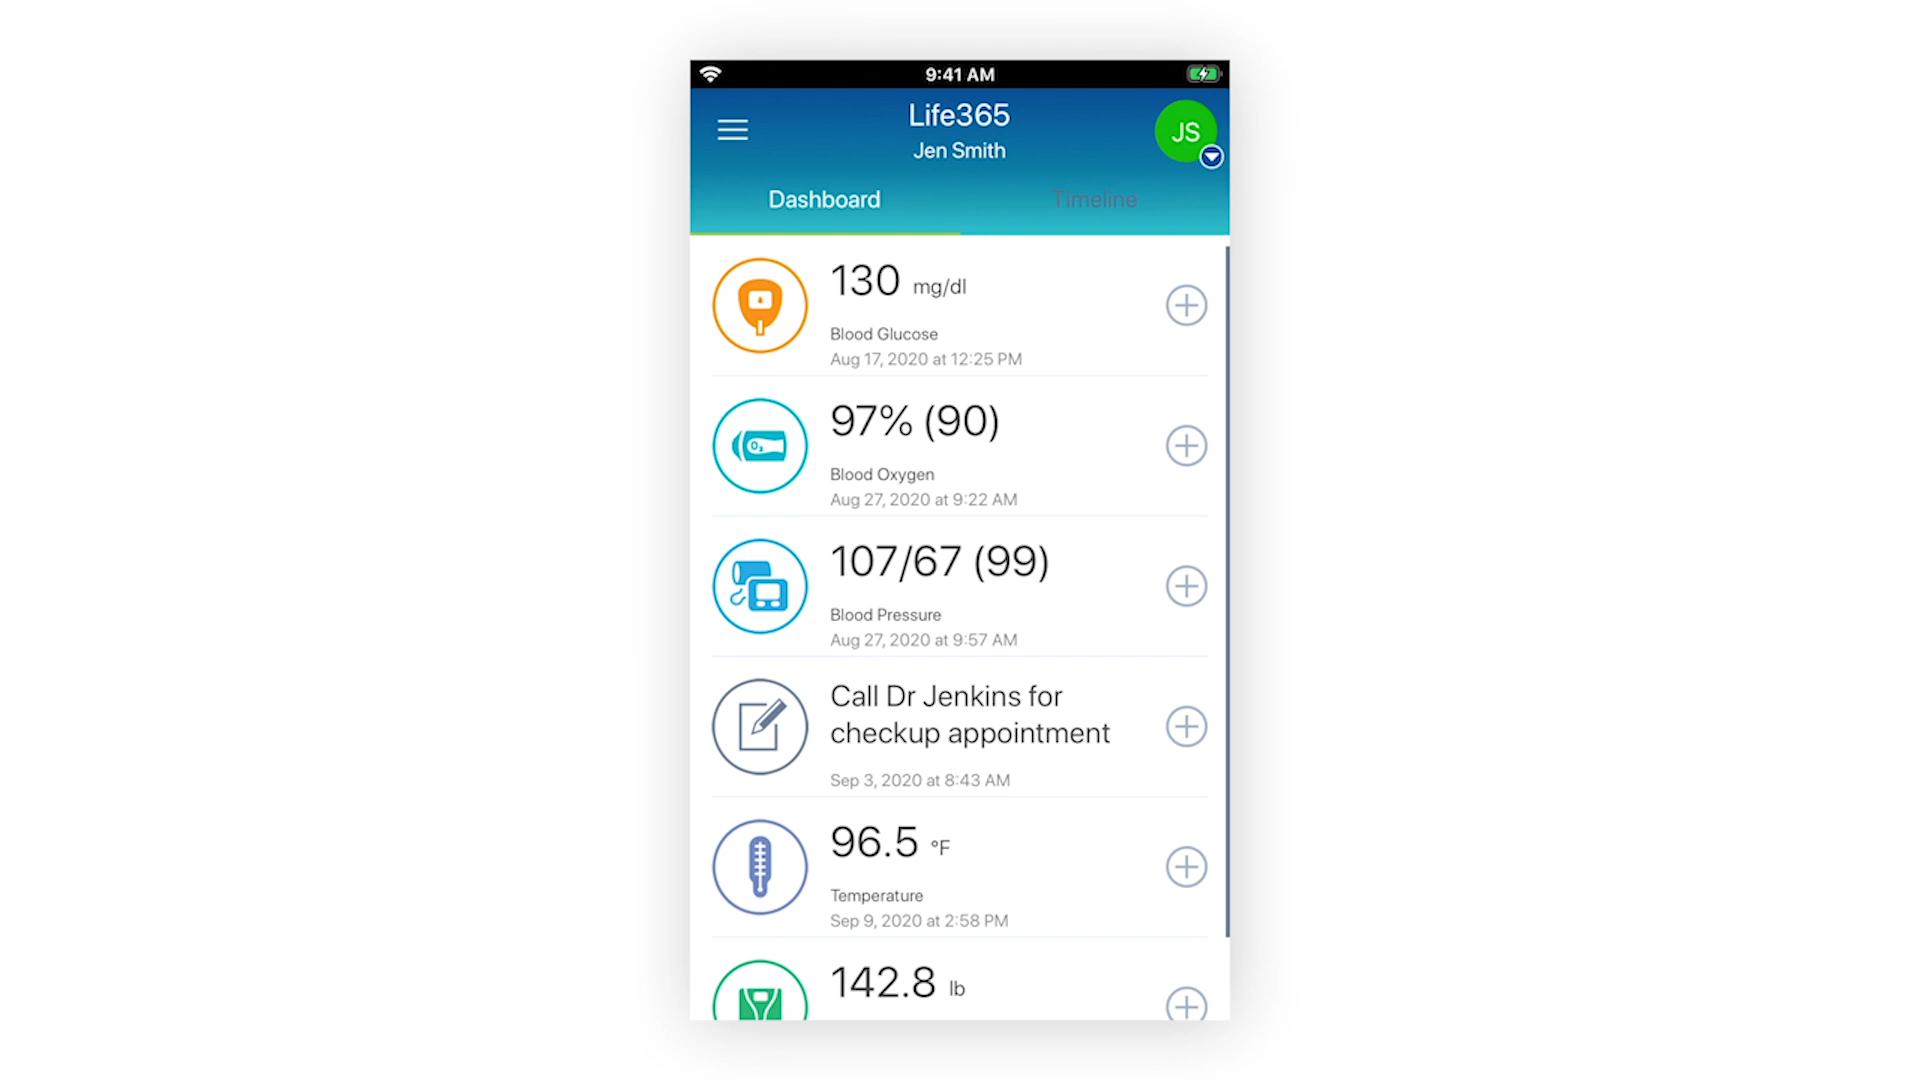 9:41 AM
Life365
Jen Smith
JS
Dashboard
Timeline
130 mg/dl
Blood Glucose
Aug 17, 2020 at 12:25 PM
O₂
97% (90)
Blood Oxygen
Aug 27, 2020 at 9:22 AM
107/67 (99)
Blood Pressure
Aug 27, 2020 at 9:57 AM
Call Dr Jenkins for
checkup appointment
Sep 3, 2020 at 8:43 AM
96.5 °F
Temperature
Sep 9, 2020 at 2:58 PM
142.8 lb